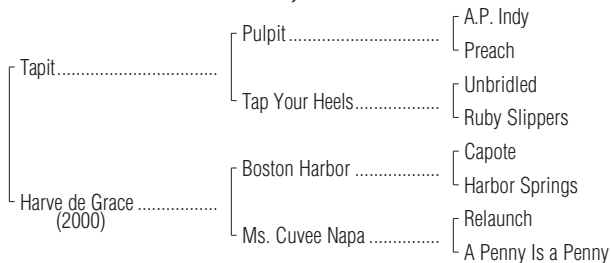 A.P. Indy
Pulpit
Preach
Tapit
Unbridled
Tap Your Heels
Ruby Slippers
Capote
Boston Harbor
Harbor Springs
Harve de Grace
(2000)
Relaunch
Ms. Cuvee Napa
A Penny Is a Penny